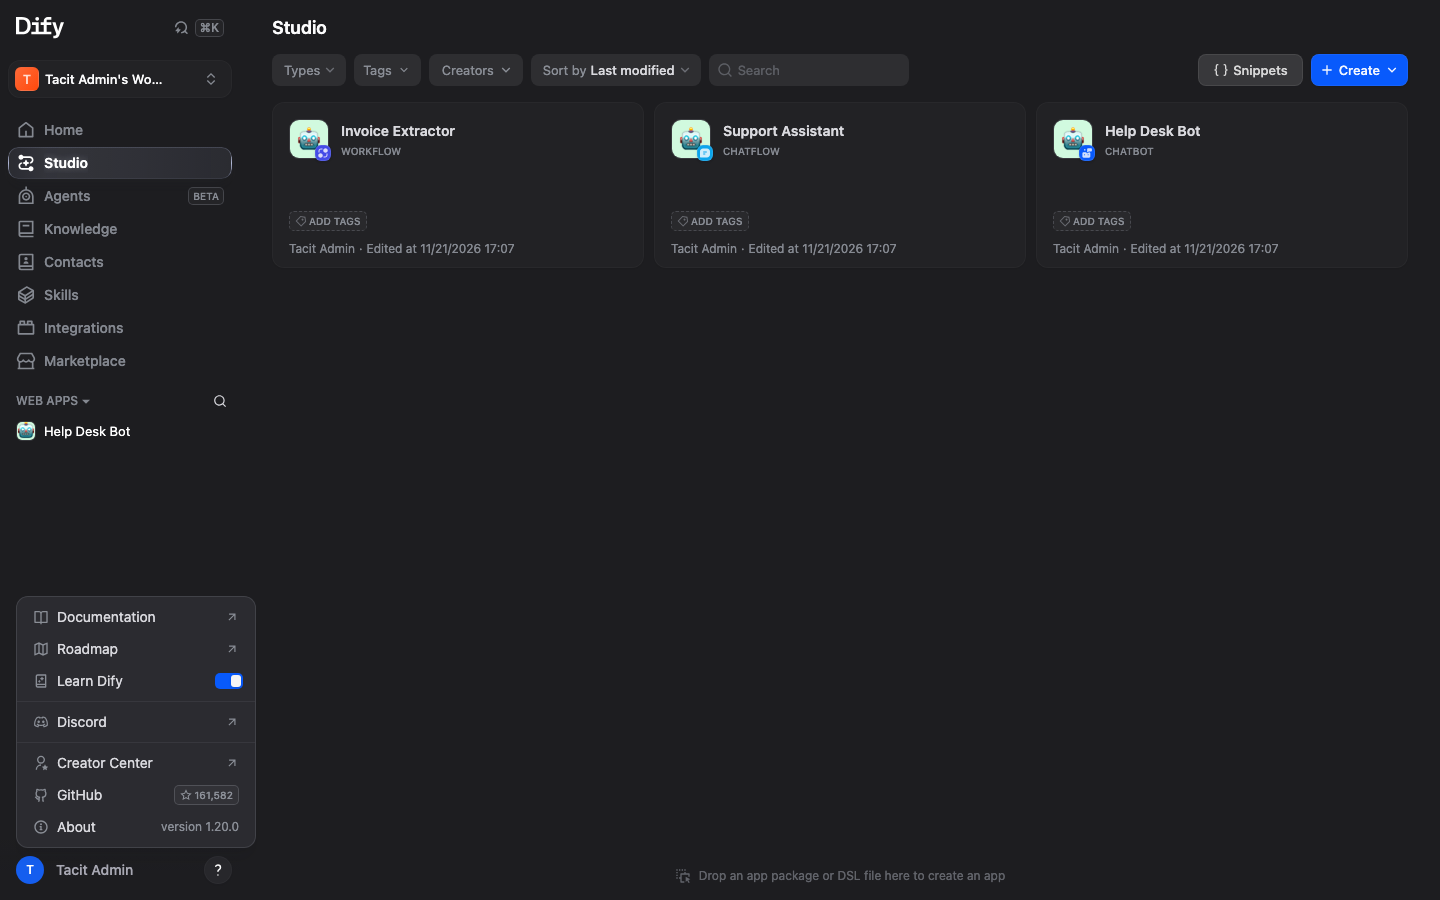 Dify
⌘K
T
Tacit Admin's Wo...
Home
Studio
Agents
BETA
Knowledge
Contacts
Skills
Integrations
Marketplace
WEB APPS
Help Desk Bot
Documentation
Roadmap
Learn Dify
Discord
Creator Center
GitHub
161,582
About
version 1.20.0
T
Tacit Admin
?
Studio
Types
Tags
Creators
Sort by Last modified
Search
{ } Snippets
+ Create
Invoice Extractor
WORKFLOW
ADD TAGS
Tacit Admin · Edited at 11/21/2026 17:07
Support Assistant
CHATFLOW
ADD TAGS
Tacit Admin · Edited at 11/21/2026 17:07
Help Desk Bot
CHATBOT
ADD TAGS
Tacit Admin · Edited at 11/21/2026 17:07
Drop an app package or DSL file here to create an app